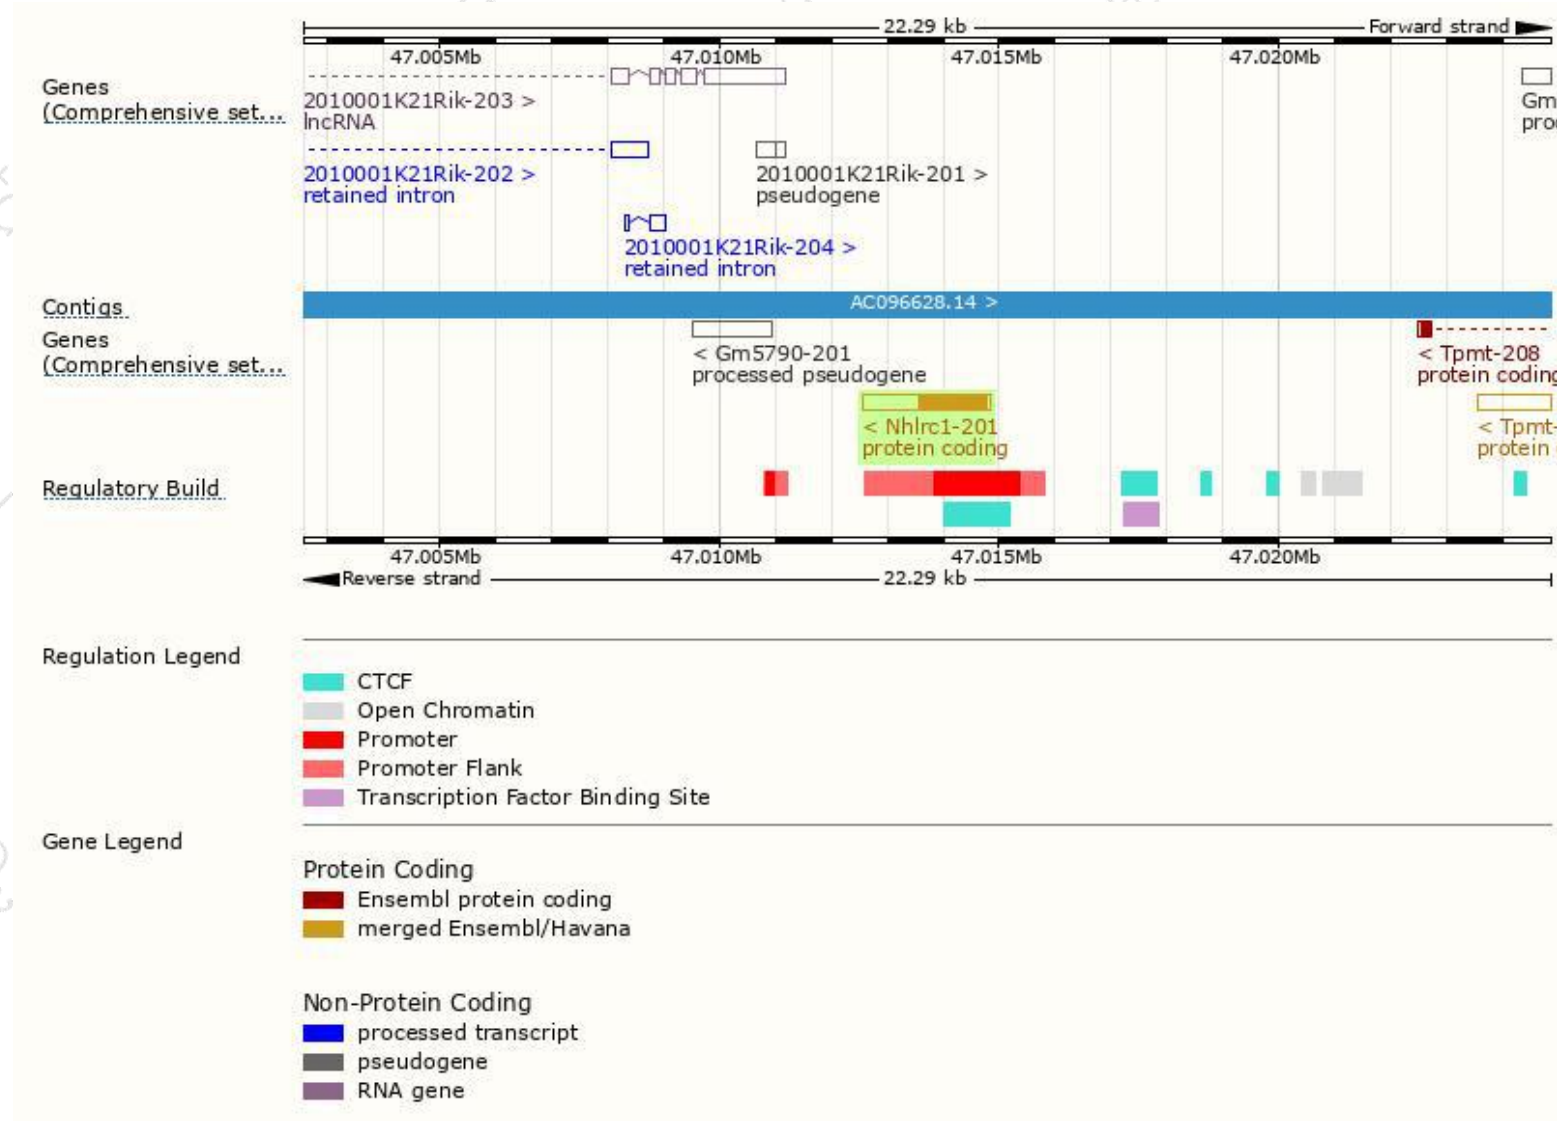 22.29 kb Forward strand
47.005Mb 47.010Mb 47.015Mb 47.020Mb
Genes
(Comprehensive set...
2010001K21Rik-203 >
lncRNA
Gm
proc
2010001K21Rik-202 >
retained intron
2010001K21Rik-201 >
pseudogene
2010001K21Rik-204 >
retained intron
Contigs
AC096628.14 >
Genes
(Comprehensive set...
< Gm5790-201
processed pseudogene
< Tpmt-208
protein coding
< Nhlrc1-201
protein coding
< Tpmt-
protein
Regulatory Build
47.005Mb 47.010Mb 47.015Mb 47.020Mb
Reverse strand 22.29 kb
Regulation Legend
CTCF
Open Chromatin
Promoter
Promoter Flank
Transcription Factor Binding Site
Gene Legend
Protein Coding
Ensembl protein coding
merged Ensembl/Havana
Non-Protein Coding
processed transcript
pseudogene
RNA gene